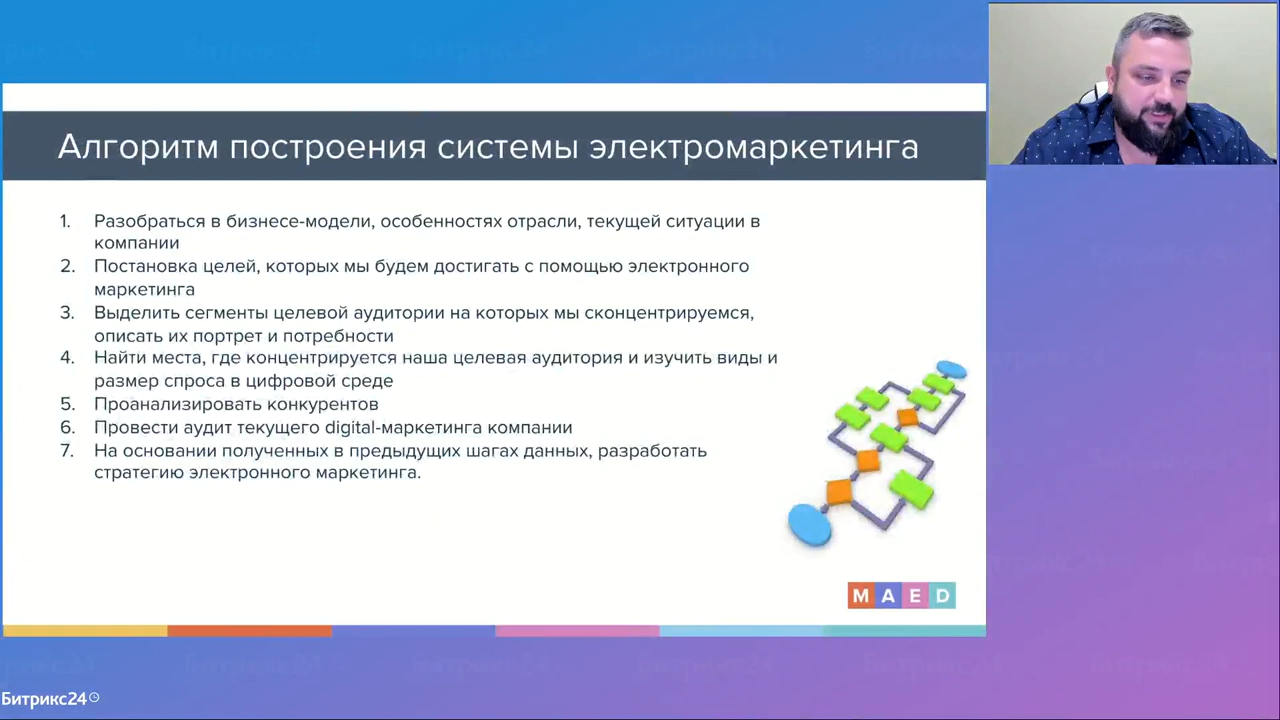 Алгоритм построения системы электромаркетинга
1. Разобраться в бизнесе-модели, особенностях отрасли, текущей ситуации в
компании
2. Постановка целей, которых мы будем достигать с помощью электронного
маркетинга
3. Выделить сегменты целевой аудитории на которых мы сконцентрируемся,
описать их портрет и потребности
4. Найти места, где концентрируется наша целевая аудитория и изучить виды и
размер спроса в цифровой среде
5. Проанализировать конкурентов
6. Провести аудит текущего digital-маркетинга компании
7. На основании полученных в предыдущих шагах данных, разработать
стратегию электронного маркетинга.
MAED
Битрикс24